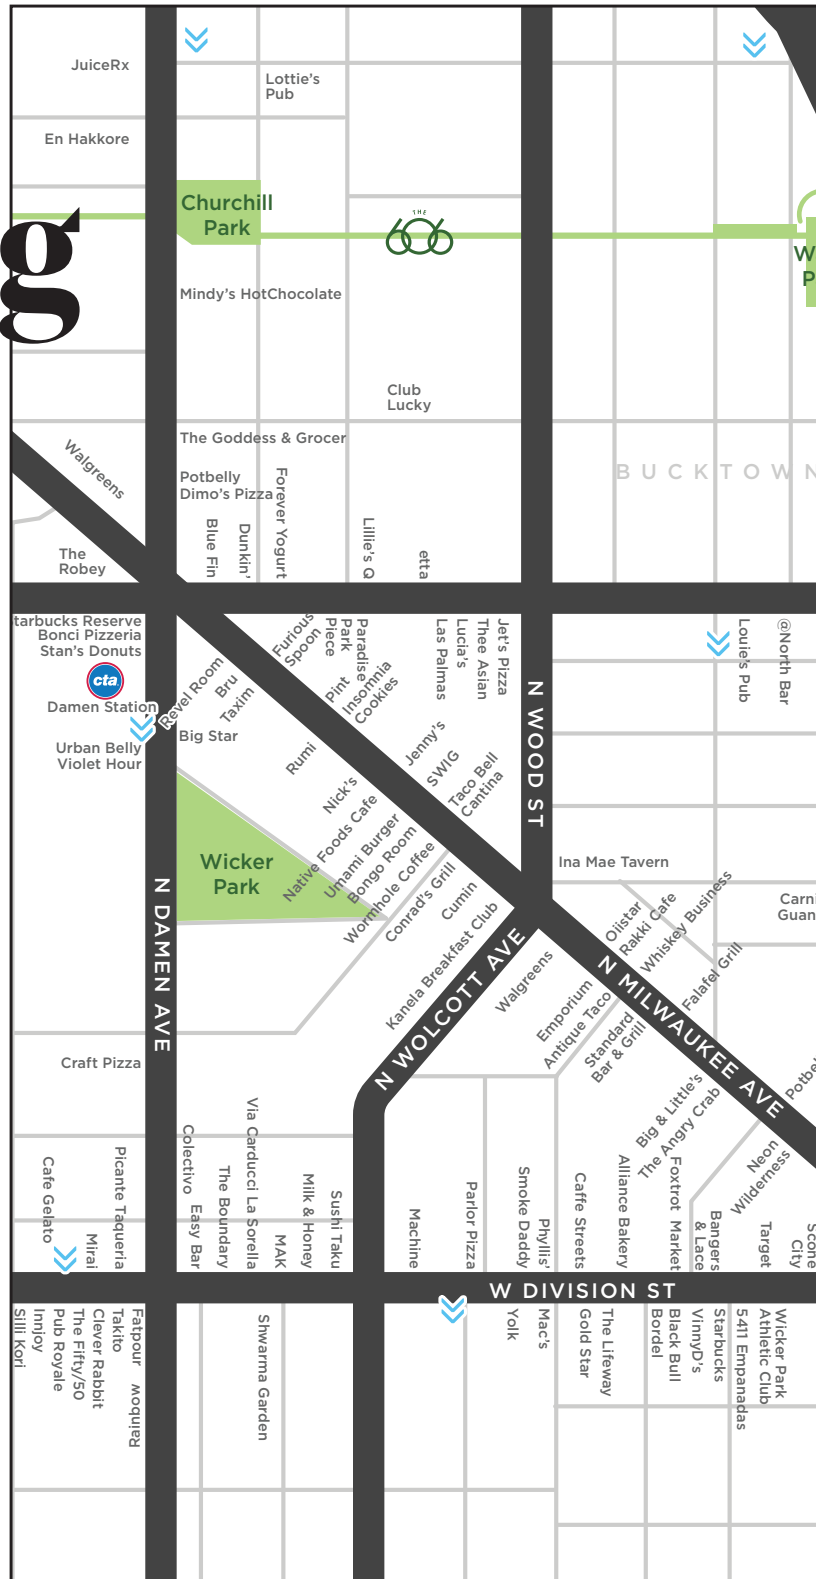 JuiceRx
Lottie's
Pub
En Hakkore
Churchill
Park
THE
606
g
W
P
Mindy's HotChocolate
Club
Lucky
The Goddess & Grocer
Walgreens
Potbelly
Dimo's Pizza
Forever Yogurt
BUCKTOWN
Blue Fin
Dunkin'
Lillie's Q
etta
The
Robey
tarbucks Reserve
Bonci Pizzeria
Stan's Donuts
cta
Damen Station
Urban Belly
Violet Hour
Revel Room
Bru
Taxim
Big Star
Furious
Spoon
Piece
Park
Paradise
Pint
Insomnia
Cookies
Las Palmas
Lucia's
Thee Asian
Jet's Pizza
Louie's Pub
@North Bar
N WOOD ST
Rumi
Nick's
Jenny's
SWIG
Taco Bell
Cantina
Wicker
Park
Native Foods Cafe
Umami Burger
Bongo Room
Wormhole Coffee
Conrad's Grill
Cumin
Kanela Breakfast Club
Ina Mae Tavern
Carni
Guan
Oiistar
Rakki Cafe
Whiskey Business
Falafel Grill
N DAMEN AVE
N WOLCOTT AVE
N MILWAUKEE AVE
Walgreens
Emporium
Antique Taco
Standard
Bar & Grill
Big & Little's
The Angry Crab
Potbe
Craft Pizza
Neon
Wilderness
Cafe Gelato
Mirai
Picante Taqueria
Colectivo
Easy Bar
The Boundary
Via Carducci La Sorella
MAK
Milk & Honey
Sushi Taku
Machine
Parlor Pizza
Smoke Daddy
Phyllis'
Caffe Streets
Alliance Bakery
Foxtrot Market
Bangers
& Lace
Target
Scone
City
W DIVISION ST
Silli Kori
Innjoy
Pub Royale
The Fifty/50
Clever Rabbit
Takito
Fatpour
Rainbow
Shwarma Garden
Yolk
Mac's
Gold Star
The Lifeway
Bordel
Black Bull
VinnyD's
Starbucks
5411 Empanadas
Wicker Park
Athletic Club